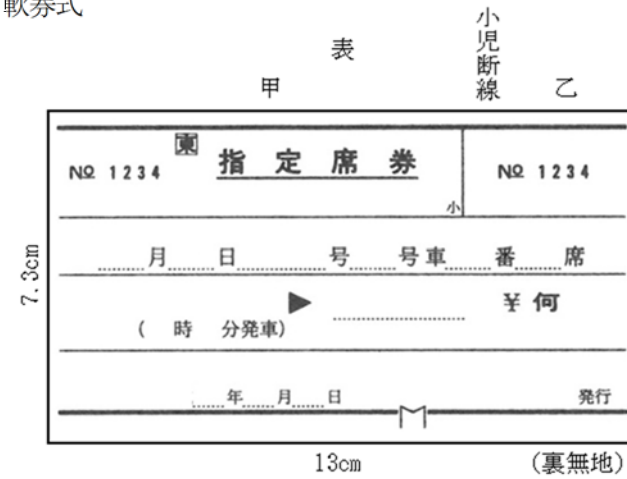 軟券式
表
小児断線
甲
乙
東
指定席券
№ 1234
№ 1234
小
月 日 号 号車 番 席
▶ ￥何
( 時 分発車)
年 月 日 発行
7.3cm
13cm
(裏無地)